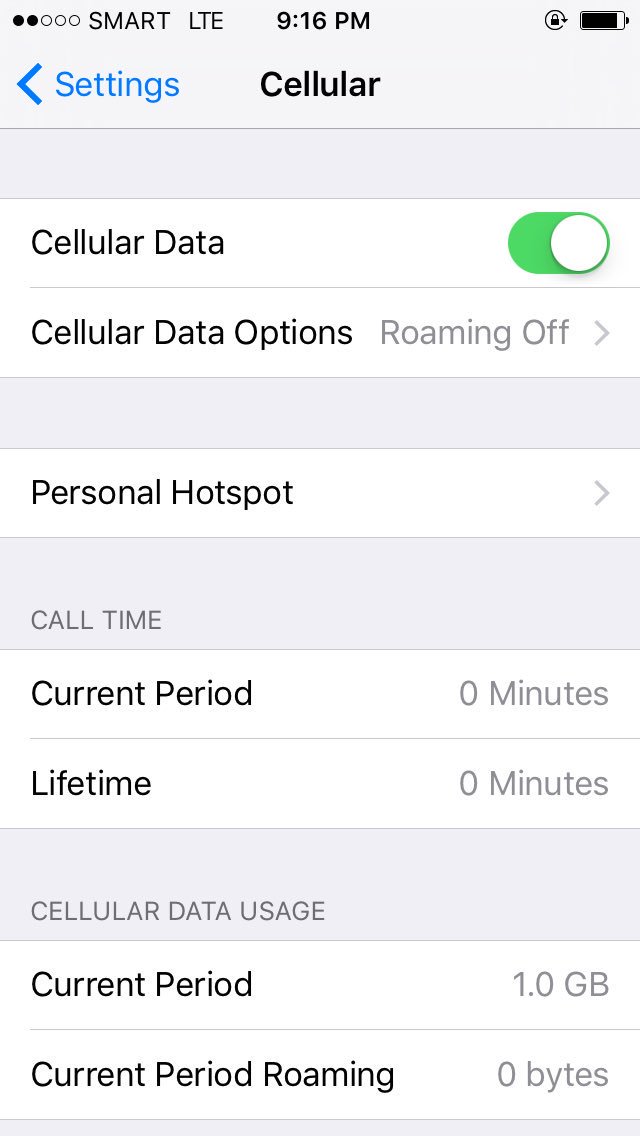 SMART LTE 9:16 PM
Settings Cellular
Cellular Data
Cellular Data Options Roaming Off
Personal Hotspot
CALL TIME
Current Period 0 Minutes
Lifetime 0 Minutes
CELLULAR DATA USAGE
Current Period 1.0 GB
Current Period Roaming 0 bytes